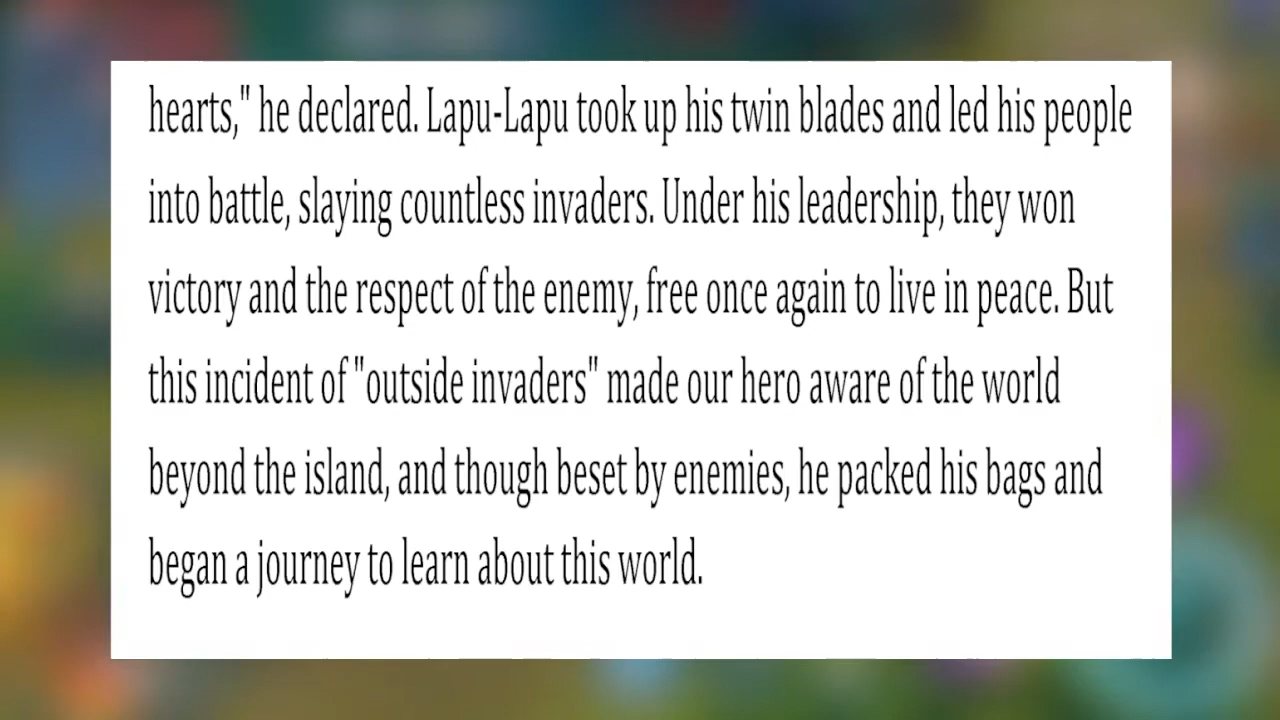 hearts," he declared. Lapu-Lapu took up his twin blades and led his people
into battle, slaying countless invaders. Under his leadership, they won
victory and the respect of the enemy, free once again to live in peace. But
this incident of "outside invaders" made our hero aware of the world
beyond the island, and though beset by enemies, he packed his bags and
began a journey to learn about this world.